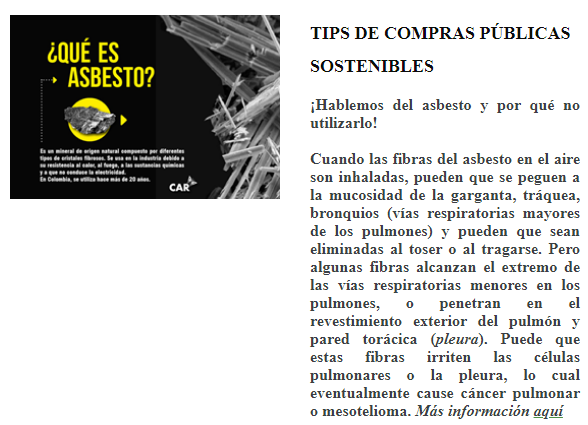 ¿QUÉ ES
ASBESTO?
Es un mineral de origen natural compuesto por diferentes
tipos de cristales fibrosos. Se usa en la industria debido a
su resistencia al calor, al fuego, a las sustancias químicas
y a que no conduce la electricidad.
En Colombia, se utiliza hace más de 20 años.
CAR
TIPS DE COMPRAS PÚBLICAS
SOSTENIBLES
¡Hablemos del asbesto y por qué no
utilizarlo!
Cuando las fibras del asbesto en el aire
son inhaladas, pueden que se peguen a
la mucosidad de la garganta, tráquea,
bronquios (vías respiratorias mayores
de los pulmones) y pueden que sean
eliminadas al toser o al tragarse. Pero
algunas fibras alcanzan el extremo de
las vías respiratorias menores en los
pulmones, o penetran en el
revestimiento exterior del pulmón y
pared torácica (pleura). Puede que
estas fibras irriten las células
pulmonares o la pleura, lo cual
eventualmente cause cáncer pulmonar
o mesotelioma. Más información aquí